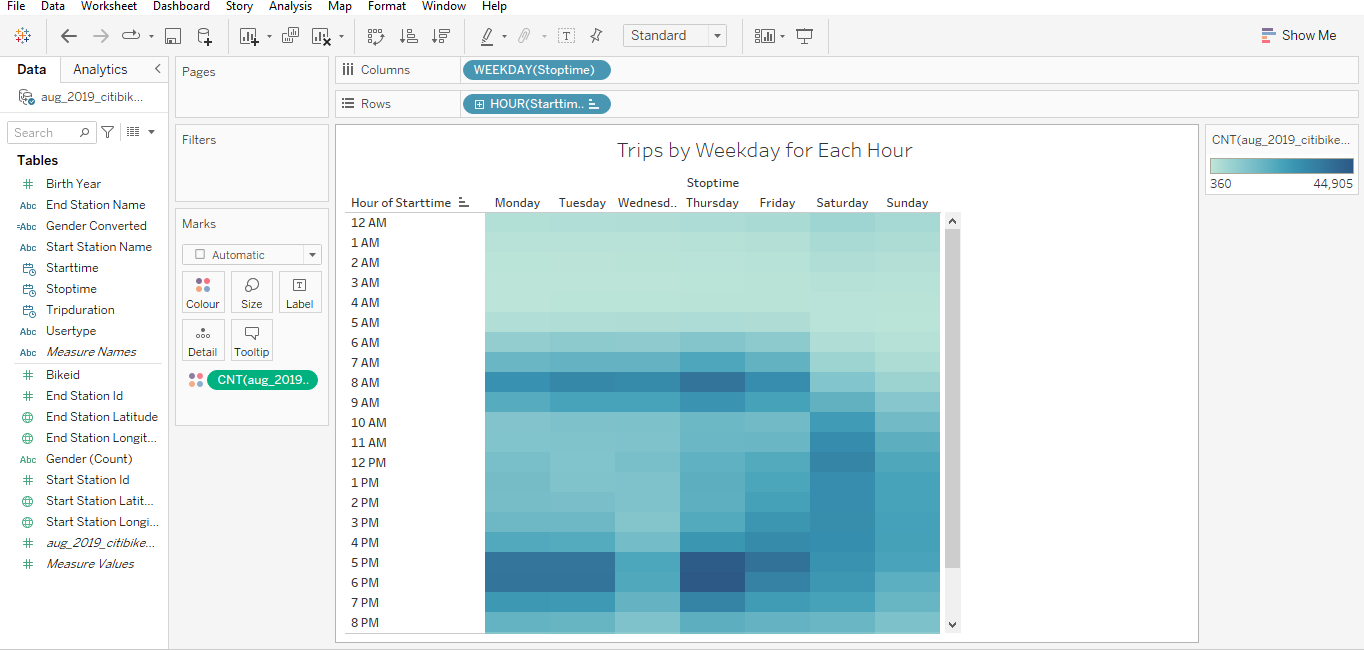 File Data Worksheet Dashboard Story Analysis Map Format Window Help
Standard
Show Me
Data Analytics
aug_2019_citibik...
Search
Tables
Birth Year
Abc End Station Name
=Abc Gender Converted
Abc Start Station Name
Starttime
Stoptime
Tripduration
Abc Usertype
Abc Measure Names
Bikeid
End Station Id
End Station Latitude
End Station Longit...
Abc Gender (Count)
Start Station Id
Start Station Latit...
Start Station Longi...
aug_2019_citibike...
Measure Values
Pages
Filters
Marks
Automatic
Colour Size Label
Detail Tooltip
CNT(aug_2019..
Columns WEEKDAY(Stoptime)
Rows HOUR(Starttim..
Trips by Weekday for Each Hour
Stoptime
Hour of Starttime Monday Tuesday Wednesd.. Thursday Friday Saturday Sunday
12 AM
1 AM
2 AM
3 AM
4 AM
5 AM
6 AM
7 AM
8 AM
9 AM
10 AM
11 AM
12 PM
1 PM
2 PM
3 PM
4 PM
5 PM
6 PM
7 PM
8 PM
CNT(aug_2019_citibike...
360 44,905